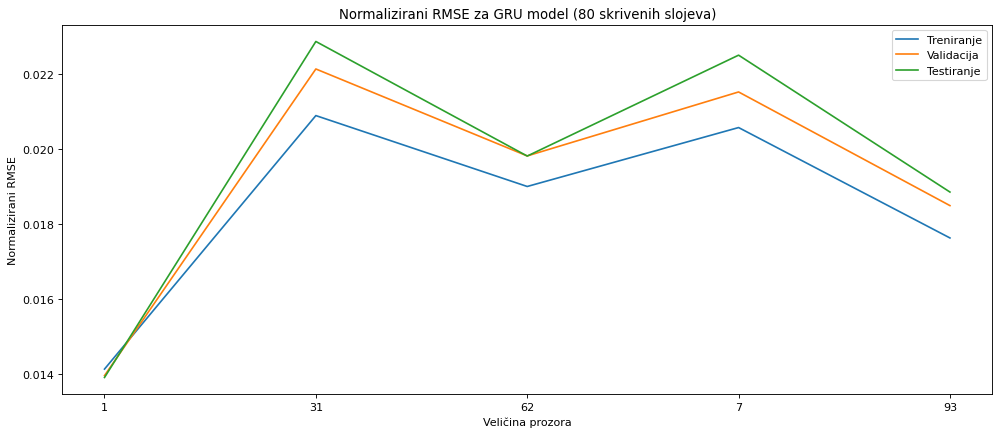 Normalizirani RMSE za GRU model (80 skrivenih slojeva)
Treniranje
Validacija
Testiranje
Normalizirani RMSE
0.022
0.020
0.018
0.016
0.014
1 31 62 7 93
Veličina prozora